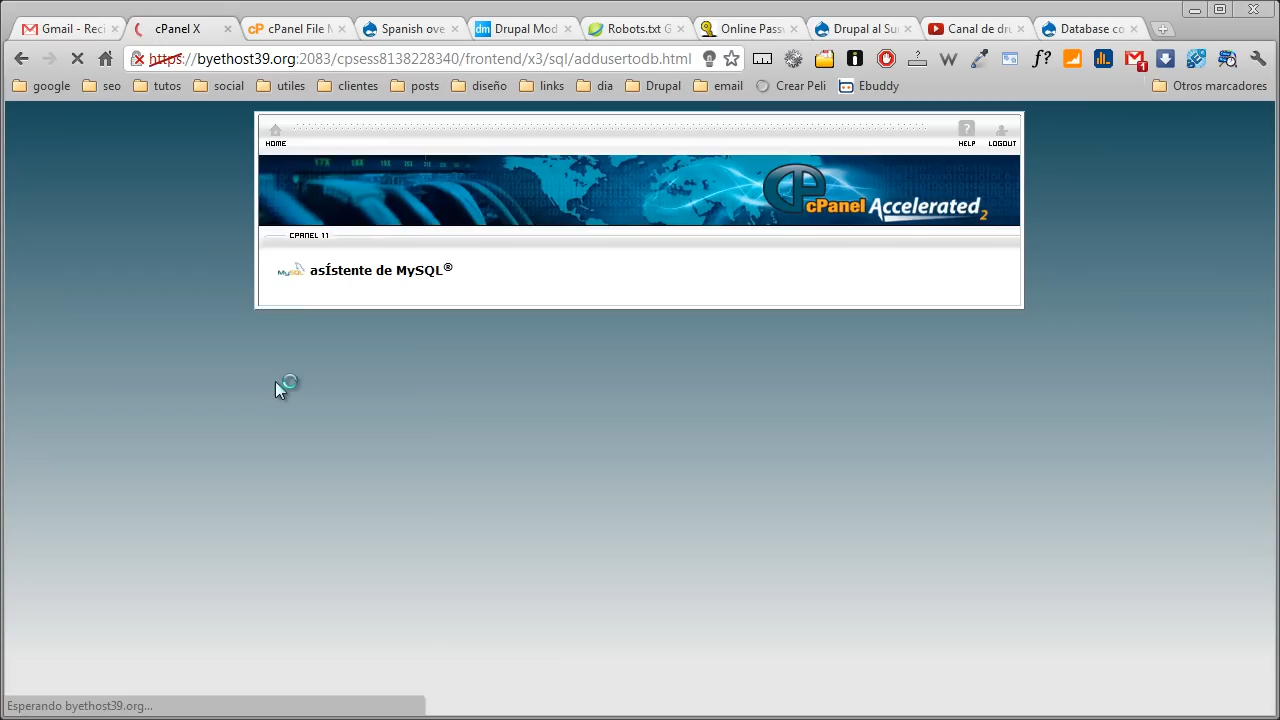 Gmail - Reci
cPanel X
cPanel File M
Spanish ove
Drupal Mod
Robots.txt G
Online Passw
Drupal al Su
Canal de dru
Database co
https://byethost39.org:2083/cpsess8138228340/frontend/x3/sql/addusertodb.html
google
seo
tutos
social
utiles
clientes
posts
diseño
links
dia
Drupal
email
Crear Peli
Ebuddy
Otros marcadores
HOME
HELP
LOGOUT
cPanel Accelerated 2
CPANEL 11
MySQL
asÍstente de MySQL®
Esperando byethost39.org...